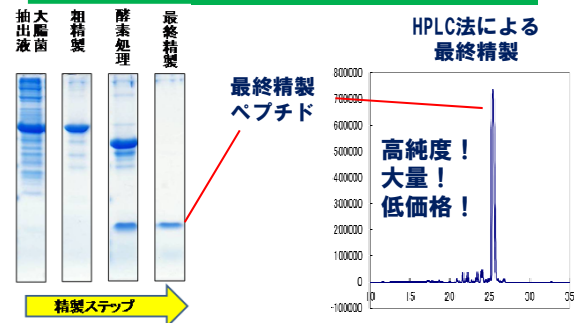 大腸菌
抽出液
粗精製
酵素処理
最終精製
最終精製
ペプチド
精製ステップ
HPLC法による
最終精製
800000
700000
600000
500000
400000
300000
200000
100000
0
-100000
10 15 20 25 30 35
高純度！
大量！
低価格！